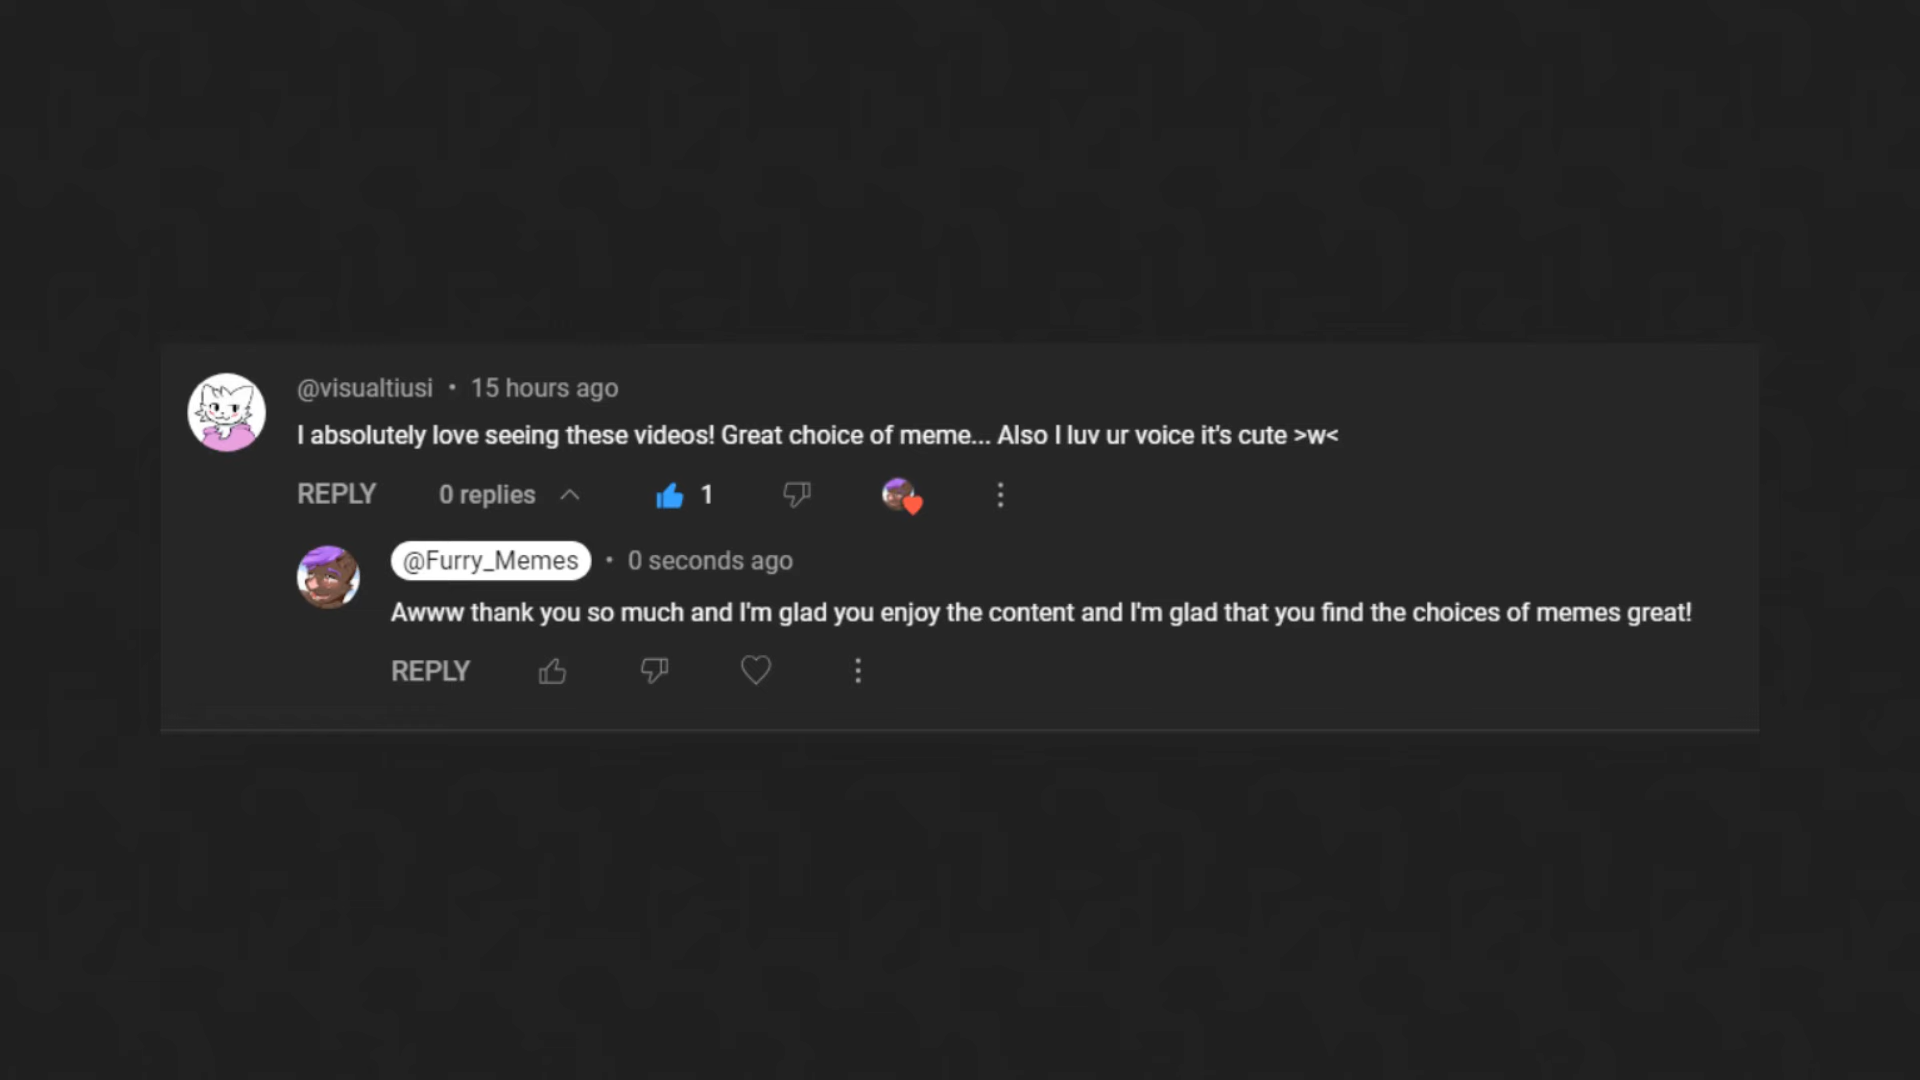 @visualtiusi • 15 hours ago
I absolutely love seeing these videos! Great choice of meme... Also I luv ur voice it's cute >w<
REPLY 0 replies 1
@Furry_Memes • 0 seconds ago
Awww thank you so much and I'm glad you enjoy the content and I'm glad that you find the choices of memes great!
REPLY